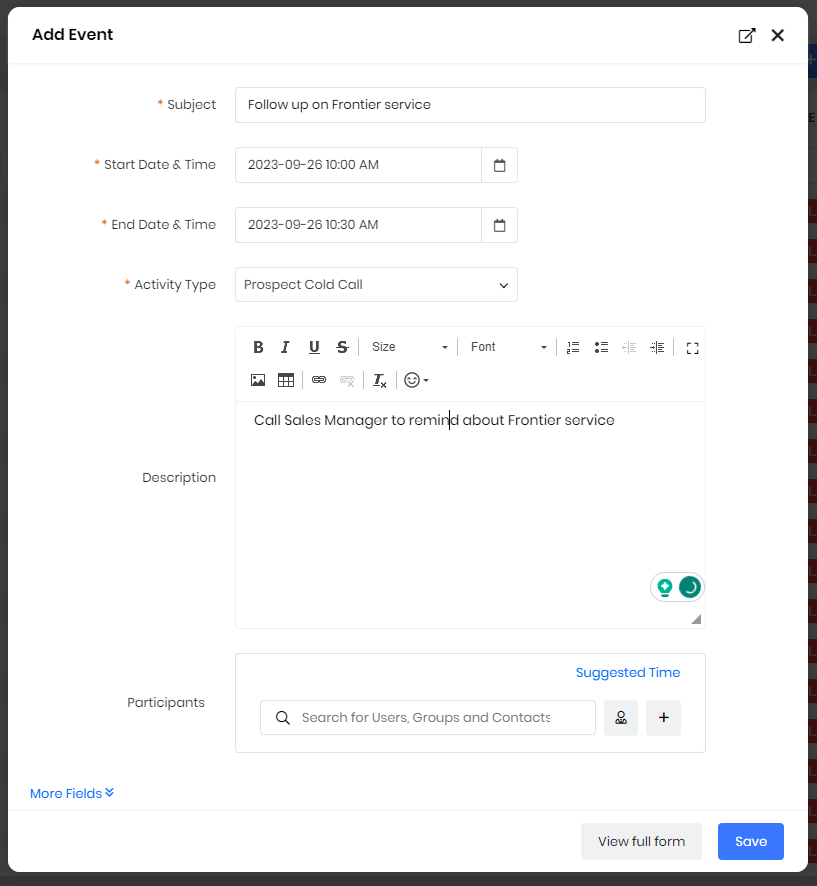 Add Event
* Subject
Follow up on Frontier service
* Start Date & Time
2023-09-26 10:00 AM
* End Date & Time
2023-09-26 10:30 AM
* Activity Type
Prospect Cold Call
B I U S Size Font
Description
Call Sales Manager to remind about Frontier service
Suggested Time
Participants
Search for Users, Groups and Contacts
+
More Fields
View full form
Save